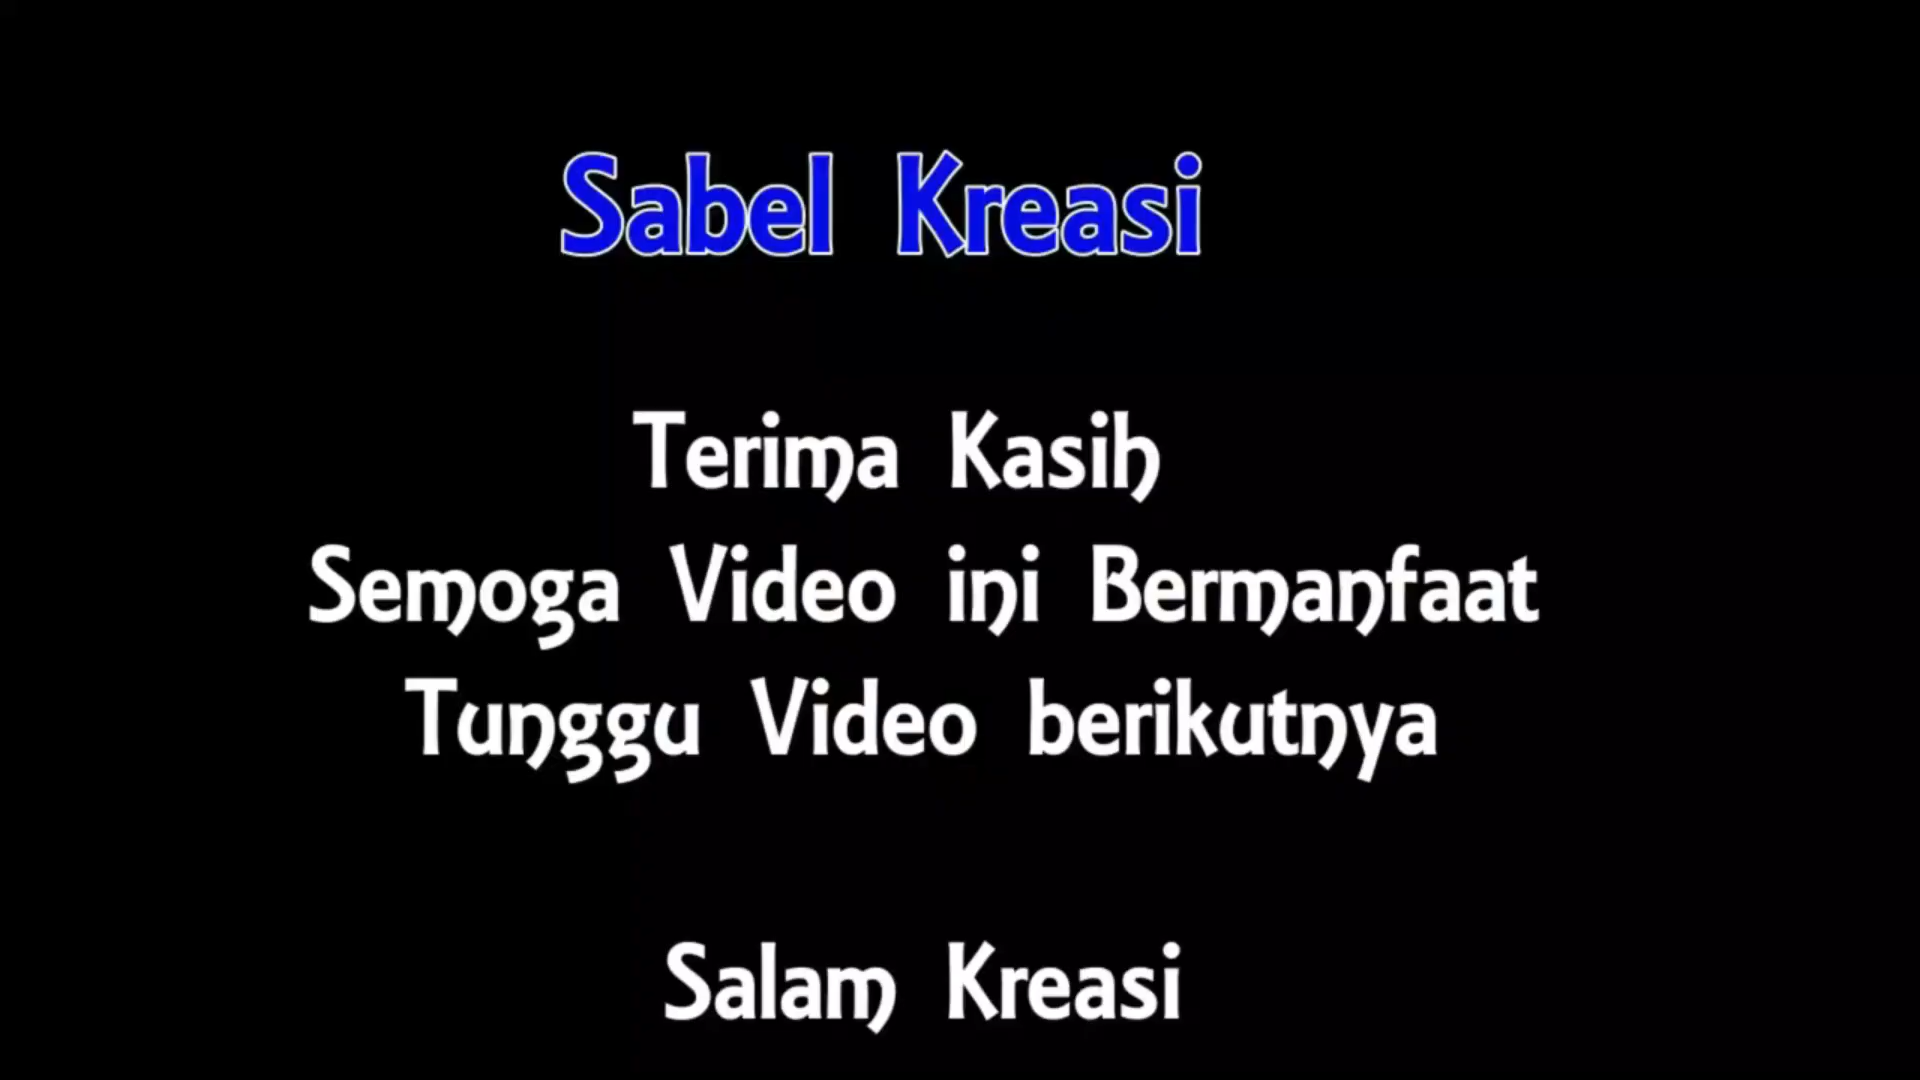 Sabel Kreasi
Terima Kasih
Semoga Video ini Bermanfaat
Tunggu Video berikutnya
Salam Kreasi